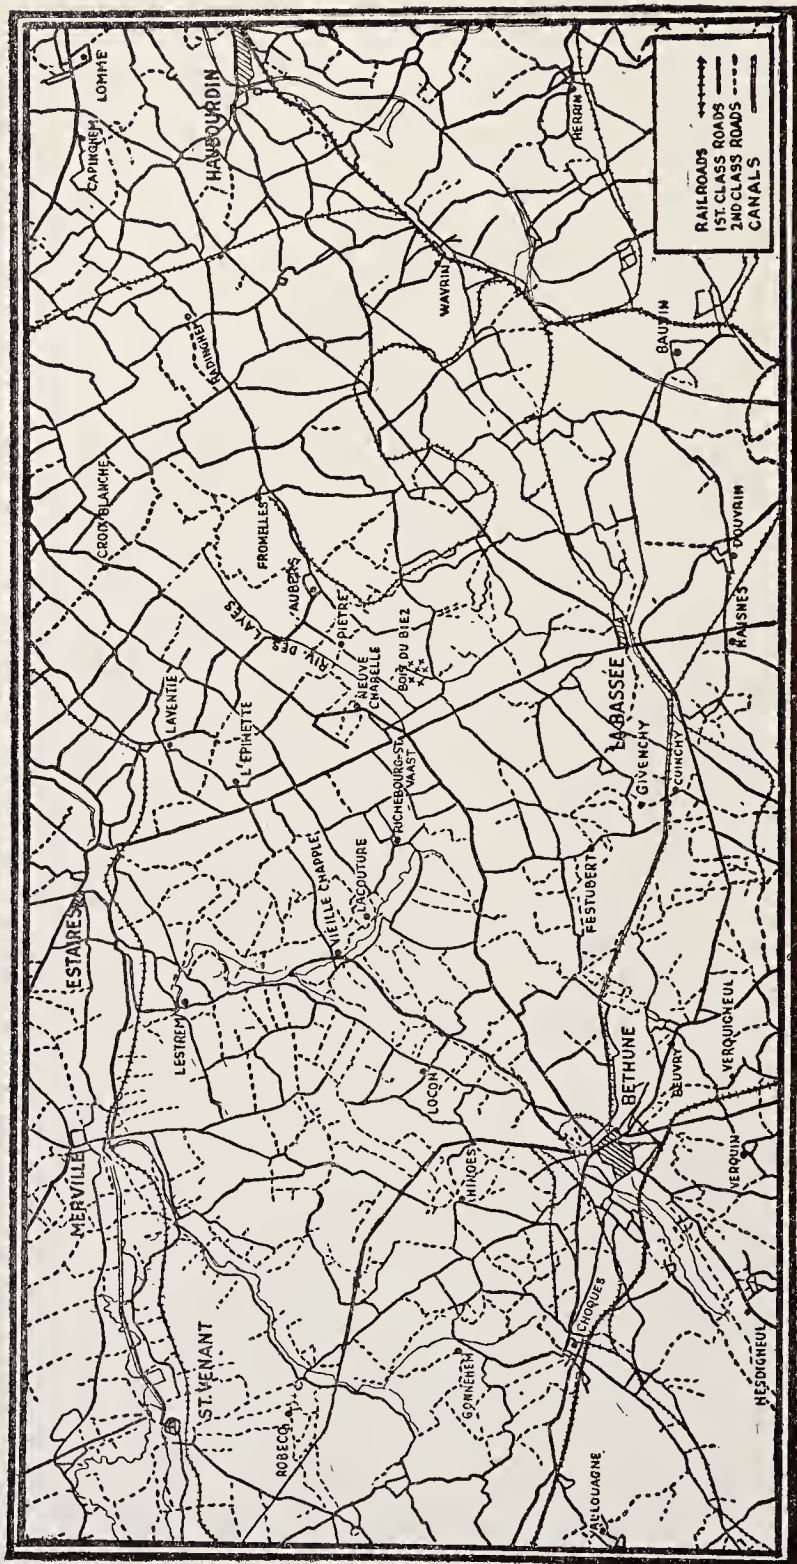 MERVILLE
ESTAIRES
LOMME
CAPINGHEM
HAUBOURDIN
ST. VENANT
LESTREM
LAVENTIE
CROIX BLANCHE
RADINGHEM
ROBECQ
L'EPINETTE
RIV. DES LAYES
FROMELLES
AUBERS
PIETRE
VIEILLE CHAPPLE
LACOUTURE
NEUVE
CHAPELLE
BOIS DU BIEZ
RICHEBOURG-ST.
VAAST
WAVRIN
HERRIN
GONNEHEM
HINGES
LOCON
FESTUBERT
GIVENCHY
LA BASSEE
CUINCHY
BAUVIN
ALLOUAGNE
CHOQUES
BETHUNE
BEUVRY
VERQUIGNEUL
VERQUIN
HESDIGNEUL
HAISNES
DOUVRIN
RAILROADS
1ST. CLASS ROADS
2ND CLASS ROADS
CANALS